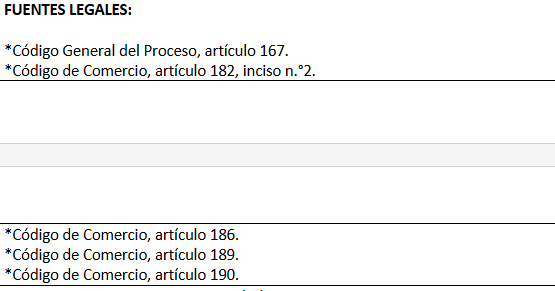 FUENTES LEGALES:
*Código General del Proceso, artículo 167.
*Código de Comercio, artículo 182, inciso n.°2.
*Código de Comercio, artículo 186.
*Código de Comercio, artículo 189.
*Código de Comercio, artículo 190.